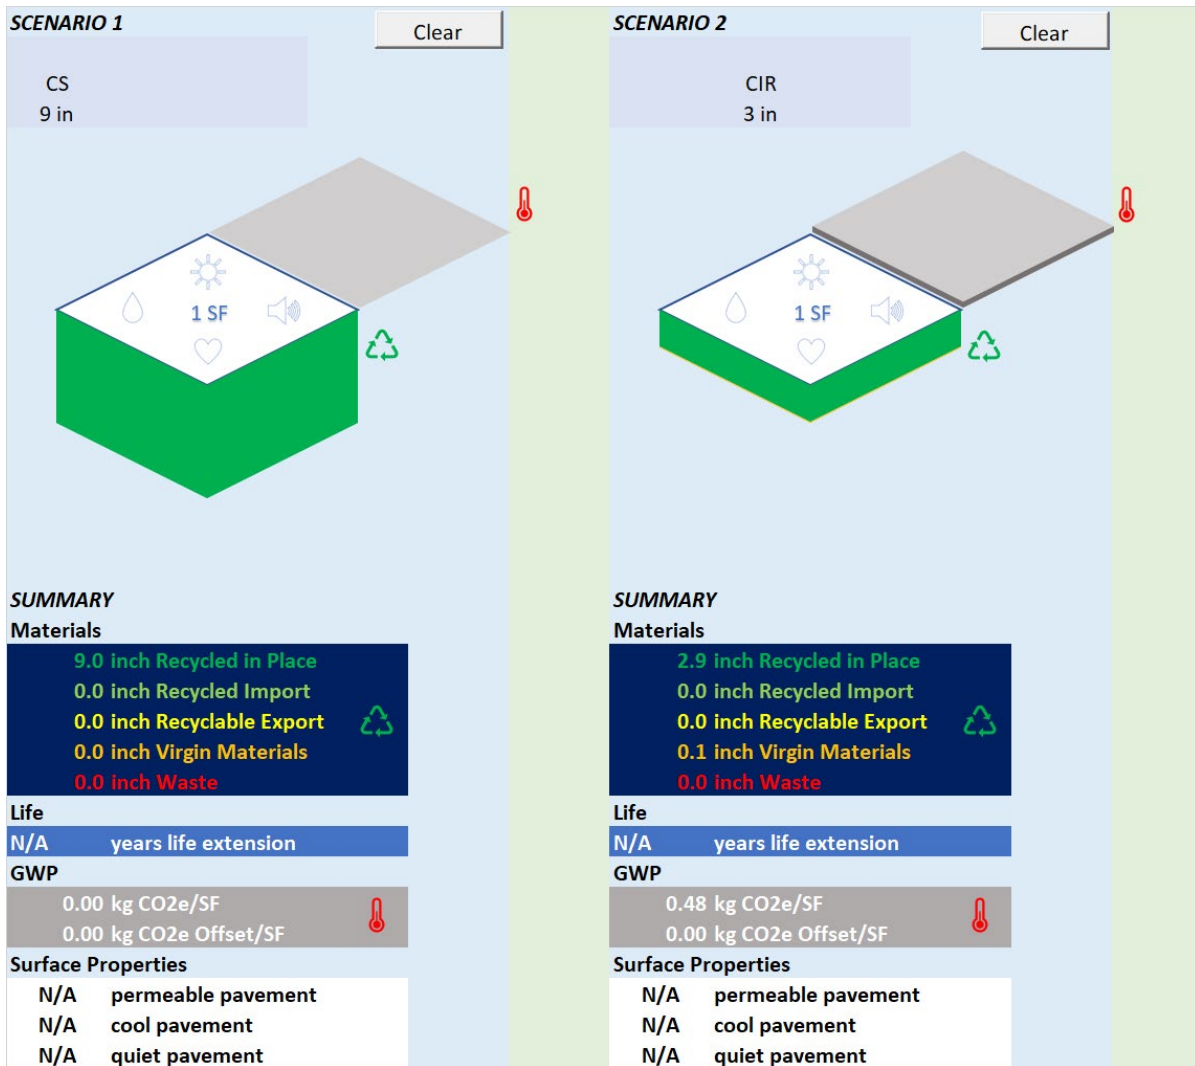 SCENARIO 1
Clear
CS
9 in
1 SF
SUMMARY
Materials
9.0 inch Recycled in Place
0.0 inch Recycled Import
0.0 inch Recyclable Export
0.0 inch Virgin Materials
0.0 inch Waste
Life
N/A years life extension
GWP
0.00 kg CO2e/SF
0.00 kg CO2e Offset/SF
Surface Properties
N/A permeable pavement
N/A cool pavement
N/A quiet pavement
SCENARIO 2
Clear
CIR
3 in
1 SF
SUMMARY
Materials
2.9 inch Recycled in Place
0.0 inch Recycled Import
0.0 inch Recyclable Export
0.1 inch Virgin Materials
0.0 inch Waste
Life
N/A years life extension
GWP
0.48 kg CO2e/SF
0.00 kg CO2e Offset/SF
Surface Properties
N/A permeable pavement
N/A cool pavement
N/A quiet pavement